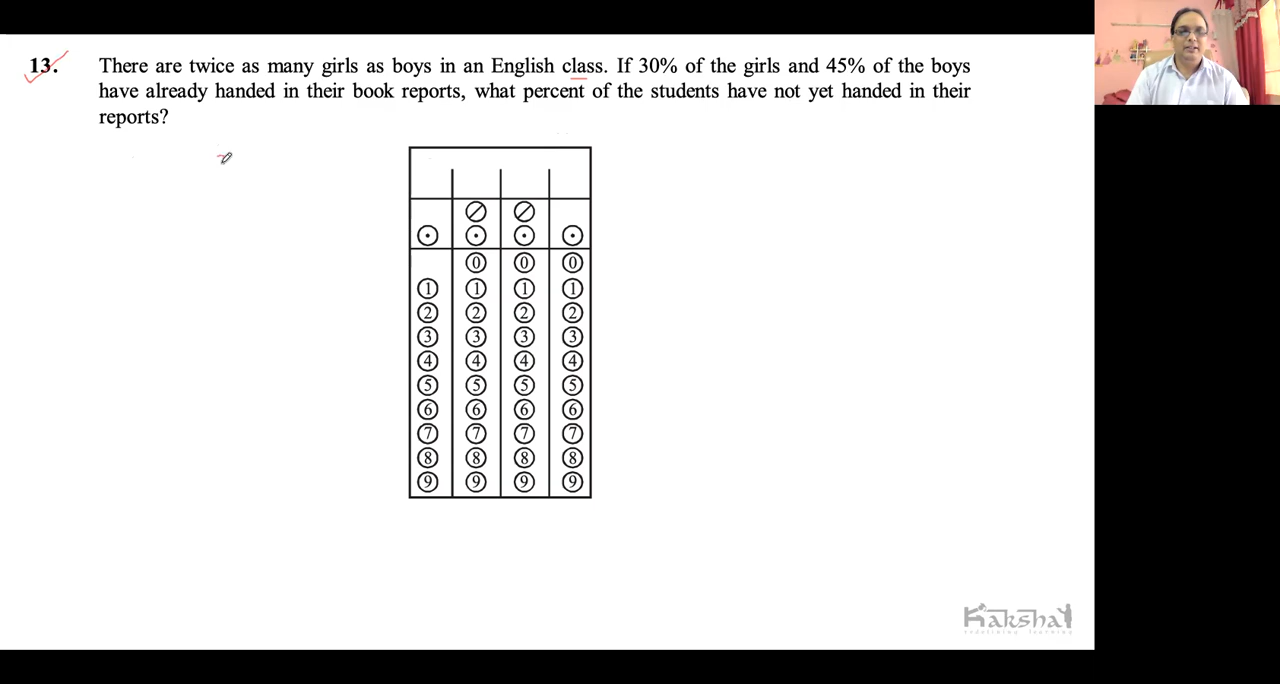 13. There are twice as many girls as boys in an English class. If 30% of the girls and 45% of the boys
have already handed in their book reports, what percent of the students have not yet handed in their
reports?
0 0 0
1 1 1 1
2 2 2 2
3 3 3 3
4 4 4 4
5 5 5 5
6 6 6 6
7 7 7 7
8 8 8 8
9 9 9 9
Kaksha
redefining learning